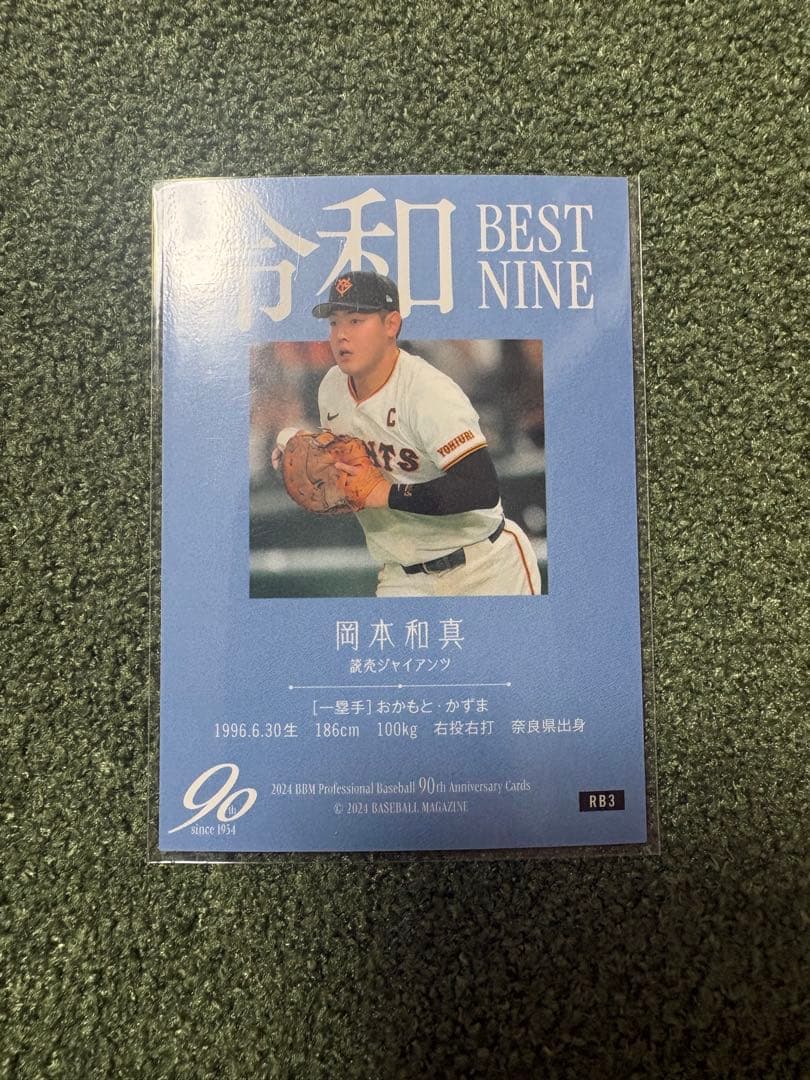 令和
BEST
NINE
C
NTS
YOMIURI
岡本和真
読売ジャイアンツ
[一塁手]おかもと・かずま
1996.6.30生 186cm 100kg 右投右打 奈良県出身
90th
since 1934
2024 BBM Professional Baseball 90th Anniversary Cards
© 2024 BASEBALL MAGAZINE
RB3